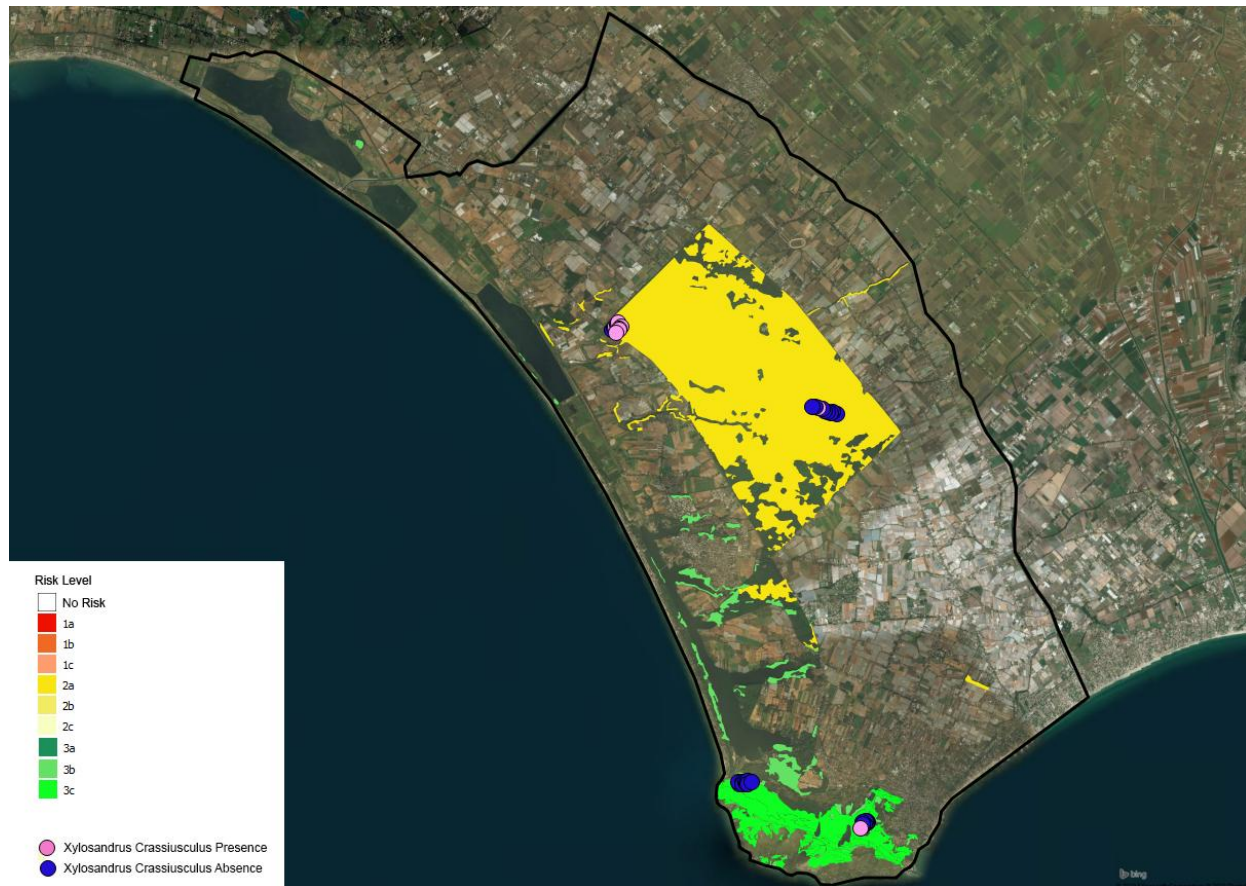 Risk Level
No Risk
1a
1b
1c
2a
2b
2c
3a
3b
3c
Xylosandrus Crassiusculus Presence
Xylosandrus Crassiusculus Absence
bing